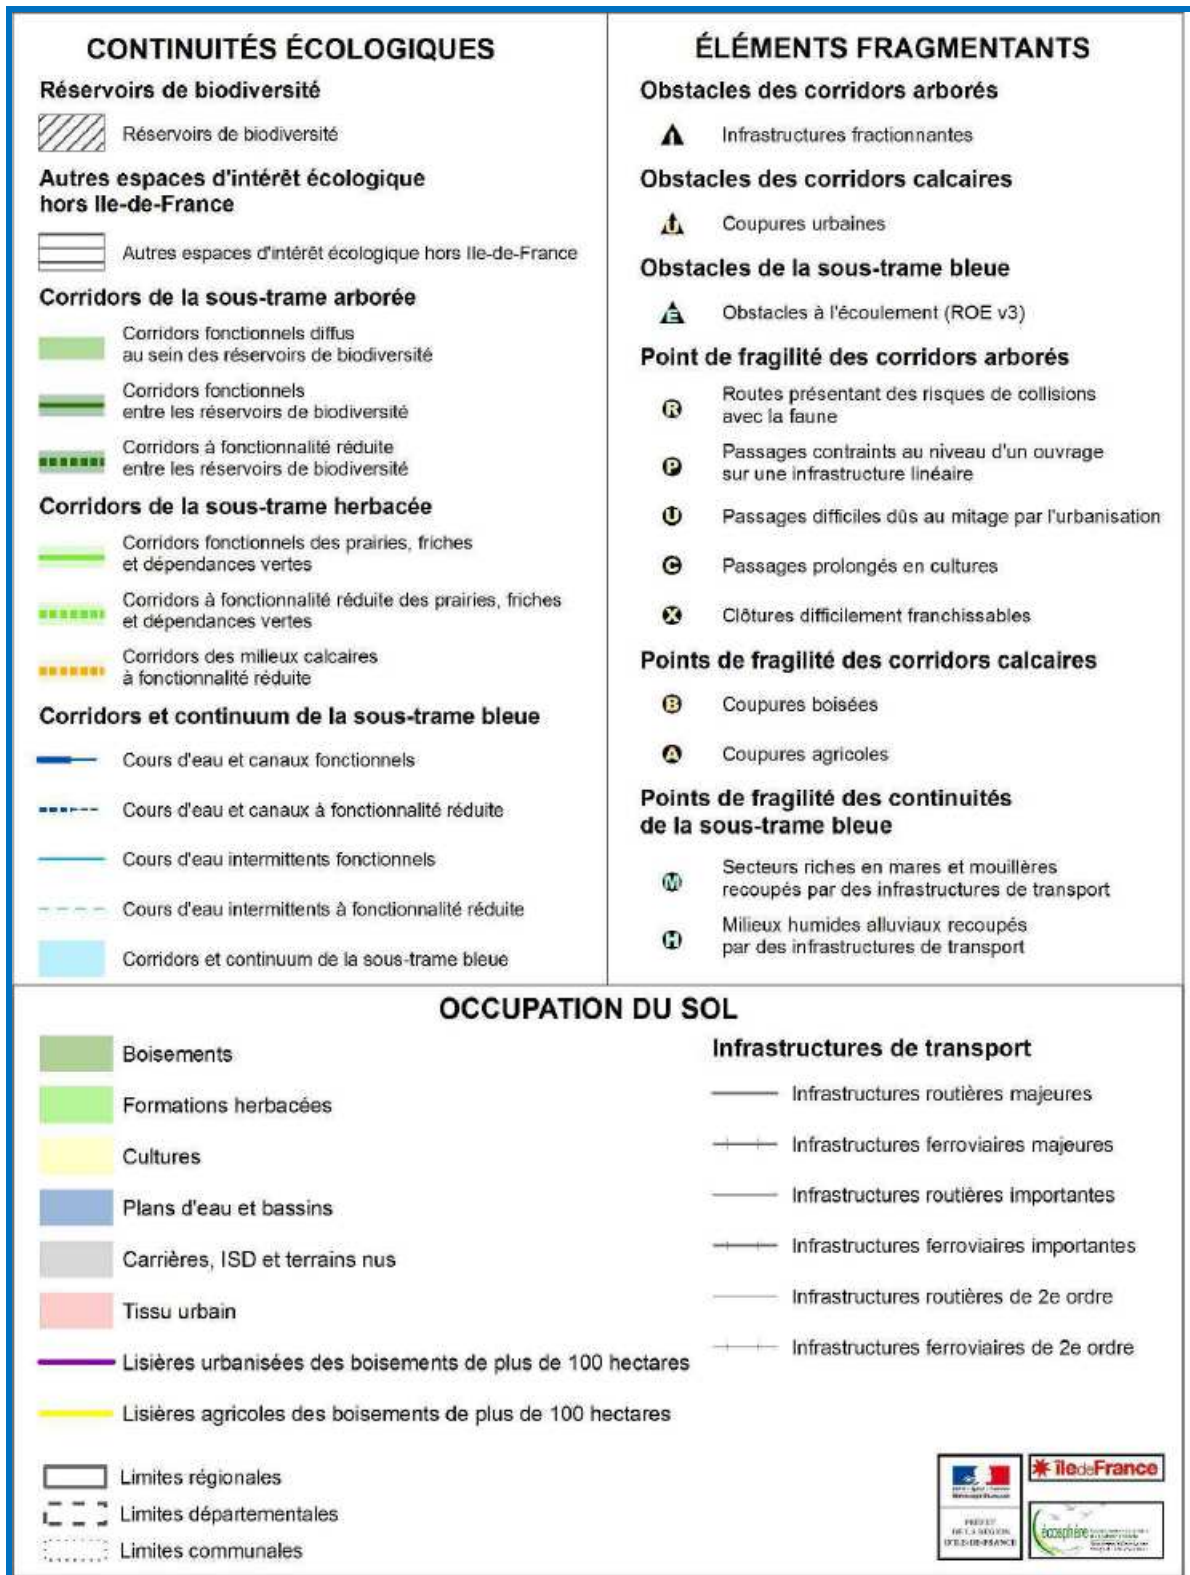 CONTINUITÉS ÉCOLOGIQUES
Réservoirs de biodiversité
Réservoirs de biodiversité
Autres espaces d'intérêt écologique
hors Ile-de-France
Autres espaces d'intérêt écologique hors Ile-de-France
Corridors de la sous-trame arborée
Corridors fonctionnels diffus
au sein des réservoirs de biodiversité
Corridors fonctionnels
entre les réservoirs de biodiversité
Corridors à fonctionnalité réduite
entre les réservoirs de biodiversité
Corridors de la sous-trame herbacée
Corridors fonctionnels des prairies, friches
et dépendances vertes
Corridors à fonctionnalité réduite des prairies, friches
et dépendances vertes
Corridors des milieux calcaires
à fonctionnalité réduite
Corridors et continuum de la sous-trame bleue
Cours d'eau et canaux fonctionnels
Cours d'eau et canaux à fonctionnalité réduite
Cours d'eau intermittents fonctionnels
Cours d'eau intermittents à fonctionnalité réduite
Corridors et continuum de la sous-trame bleue
ÉLÉMENTS FRAGMENTANTS
Obstacles des corridors arborés
Infrastructures fractionnantes
Obstacles des corridors calcaires
U Coupures urbaines
Obstacles de la sous-trame bleue
E Obstacles à l'écoulement (ROE v3)
Point de fragilité des corridors arborés
R Routes présentant des risques de collisions
avec la faune
P Passages contraints au niveau d'un ouvrage
sur une infrastructure linéaire
U Passages difficiles dûs au mitage par l'urbanisation
C Passages prolongés en cultures
X Clôtures difficilement franchissables
Points de fragilité des corridors calcaires
B Coupures boisées
A Coupures agricoles
Points de fragilité des continuités
de la sous-trame bleue
M Secteurs riches en mares et mouillères
recoupés par des infrastructures de transport
H Milieux humides alluviaux recoupés
par des infrastructures de transport
OCCUPATION DU SOL
Boisements
Formations herbacées
Cultures
Plans d'eau et bassins
Carrières, ISD et terrains nus
Tissu urbain
Lisières urbanisées des boisements de plus de 100 hectares
Lisières agricoles des boisements de plus de 100 hectares
Limites régionales
Limites départementales
Limites communales
Infrastructures de transport
Infrastructures routières majeures
Infrastructures ferroviaires majeures
Infrastructures routières importantes
Infrastructures ferroviaires importantes
Infrastructures routières de 2e ordre
Infrastructures ferroviaires de 2e ordre
PRÉFET
DE LA RÉGION
D'ILE-DE-FRANCE
île de France
écosphère